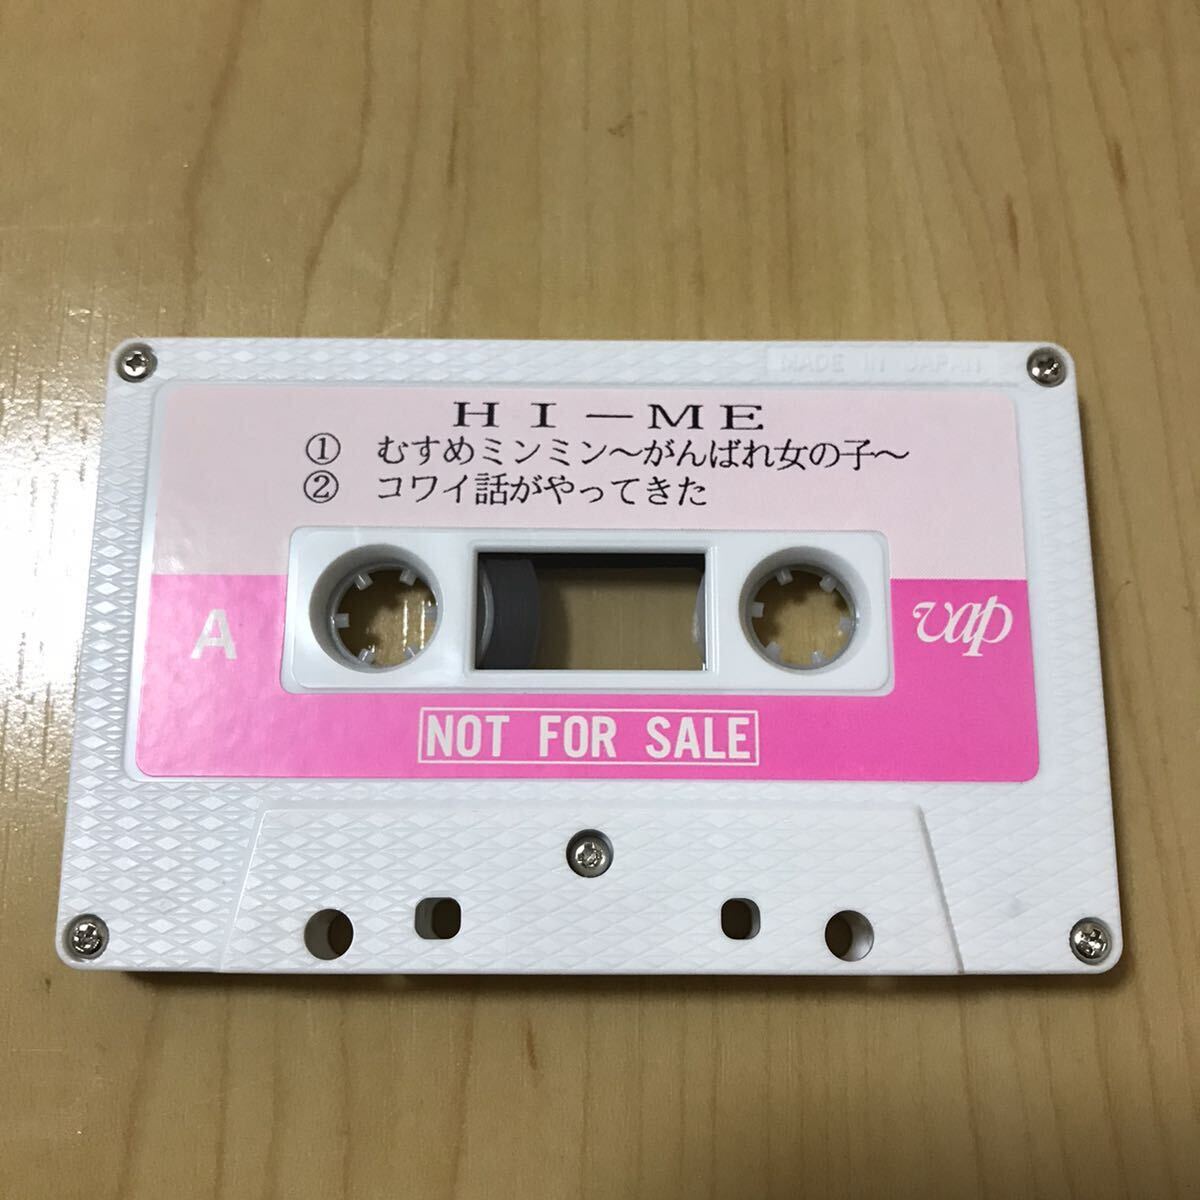 MADE IN JAPAN
HI－ME
① むすめミンミン～がんばれ女の子～
② コワイ話がやってきた
A
vap
NOT FOR SALE